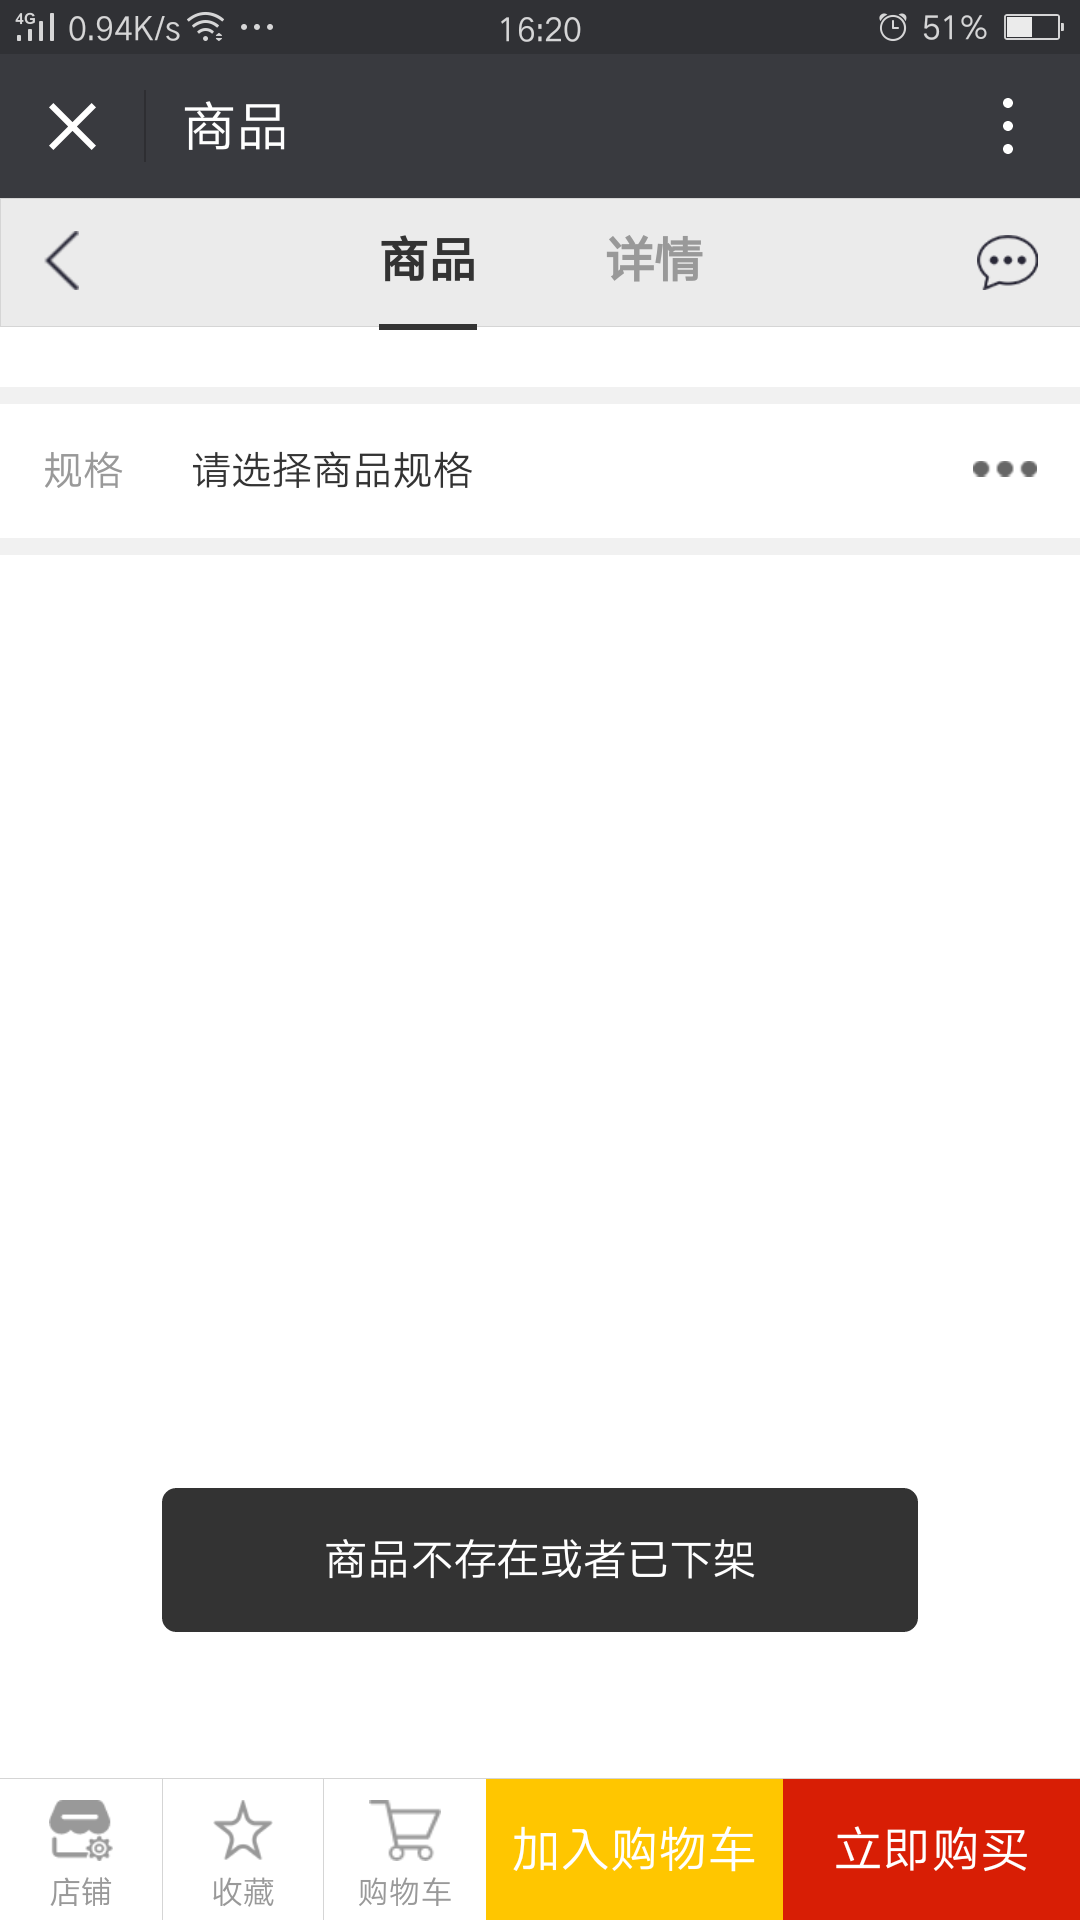 4G 0.94K/s 16:20 51%
商品
商品 详情
规格 请选择商品规格
商品不存在或者已下架
店铺 收藏 购物车 加入购物车 立即购买